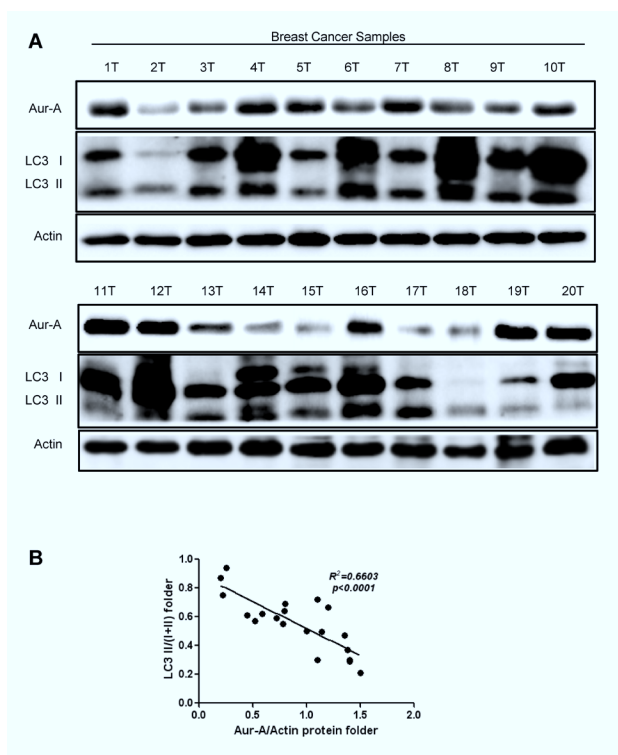 A
Breast Cancer Samples
1T 2T 3T 4T 5T 6T 7T 8T 9T 10T
Aur-A
LC3 I
LC3 II
Actin
11T 12T 13T 14T 15T 16T 17T 18T 19T 20T
Aur-A
LC3 I
LC3 II
Actin
B
R²=0.6603
p<0.0001
LC3 II/(I+II) folder
1.0
0.8
0.6
0.4
0.2
0.0
0.0 0.5 1.0 1.5 2.0
Aur-A/Actin protein folder